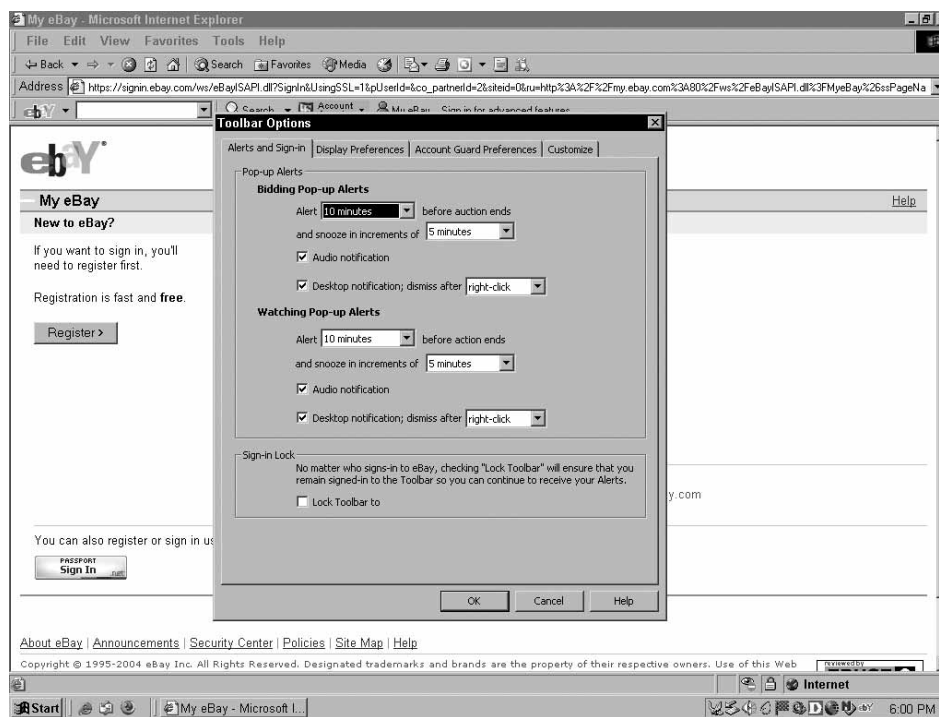 My eBay - Microsoft Internet Explorer
File Edit View Favorites Tools Help
Back Search Favorites Media
Address https://signin.ebay.com/ws/eBayISAPI.dll?SignIn&UsingSSL=1&pUserId=&co_partnerId=2&siteid=0&ru=http%3A%2F%2Fmy.ebay.com%3A80%2Fws%2FeBayISAPI.dll%3FMyeBay%26ssPageNa
ebY Search Account My eBay Sign in for advanced features
Toolbar Options
Alerts and Sign-in Display Preferences Account Guard Preferences Customize
ebY
Pop-up Alerts
Bidding Pop-up Alerts
My eBay Help
Alert 10 minutes before auction ends
New to eBay?
and snooze in increments of 5 minutes
If you want to sign in, you'll
need to register first.
Audio notification
Desktop notification; dismiss after right-click
Registration is fast and free.
Watching Pop-up Alerts
Register >
Alert 10 minutes before action ends
and snooze in increments of 5 minutes
Audio notification
Desktop notification; dismiss after right-click
Sign-in Lock
No matter who signs-in to eBay, checking "Lock Toolbar" will ensure that you
remain signed-in to the Toolbar so you can continue to receive your Alerts.
Lock Toolbar to
y.com
You can also register or sign in us
PASSPORT
Sign In .net
OK Cancel Help
About eBay | Announcements | Security Center | Policies | Site Map | Help
Copyright © 1995-2004 eBay Inc. All Rights Reserved. Designated trademarks and brands are the property of their respective owners. Use of this Web
reviewed by
Internet
Start My eBay - Microsoft I... 6:00 PM